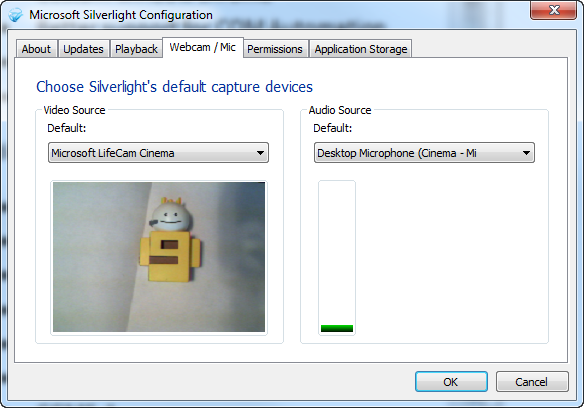 Microsoft Silverlight Configuration
About Updates Playback Webcam / Mic Permissions Application Storage
Choose Silverlight's default capture devices
Video Source Audio Source
Default: Default:
Microsoft LifeCam Cinema Desktop Microphone (Cinema - Mi
OK Cancel